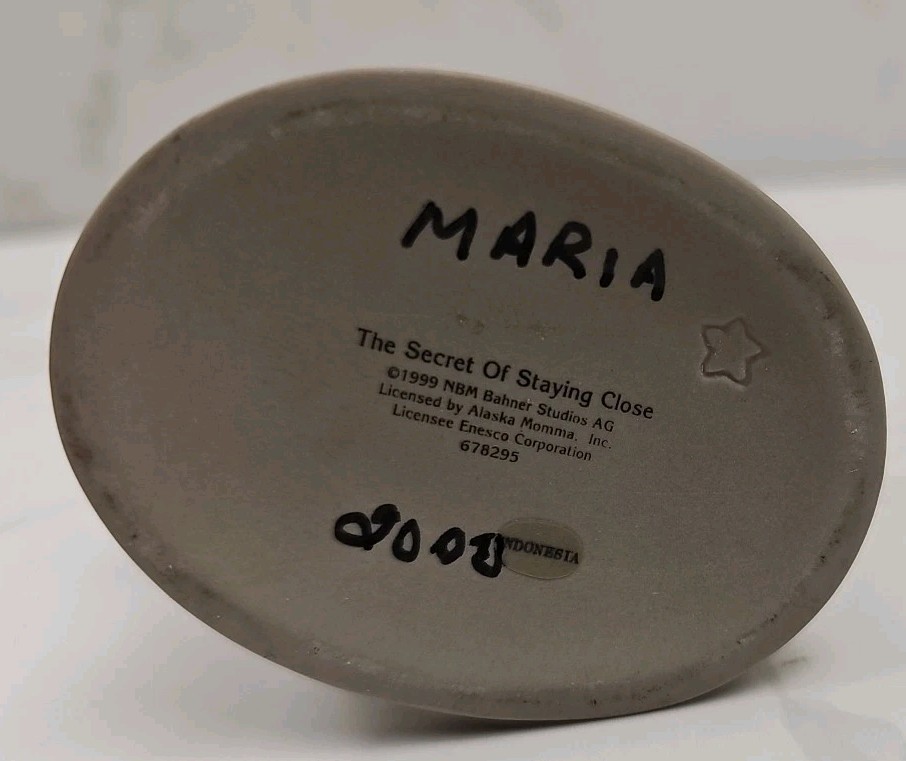 MARIA
The Secret Of Staying Close
©1999 NBM Bahner Studios AG
Licensed by Alaska Momma, Inc.
Licensee Enesco Corporation
678295
2008
INDONESIA